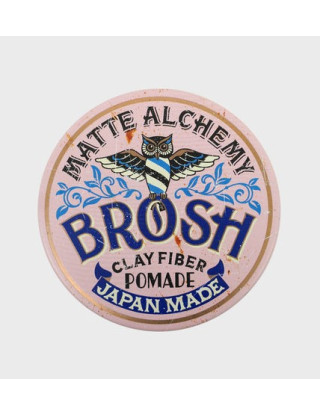 MATTE ALCHEMY
BROSH
CLAY FIBER
POMADE
JAPAN MADE